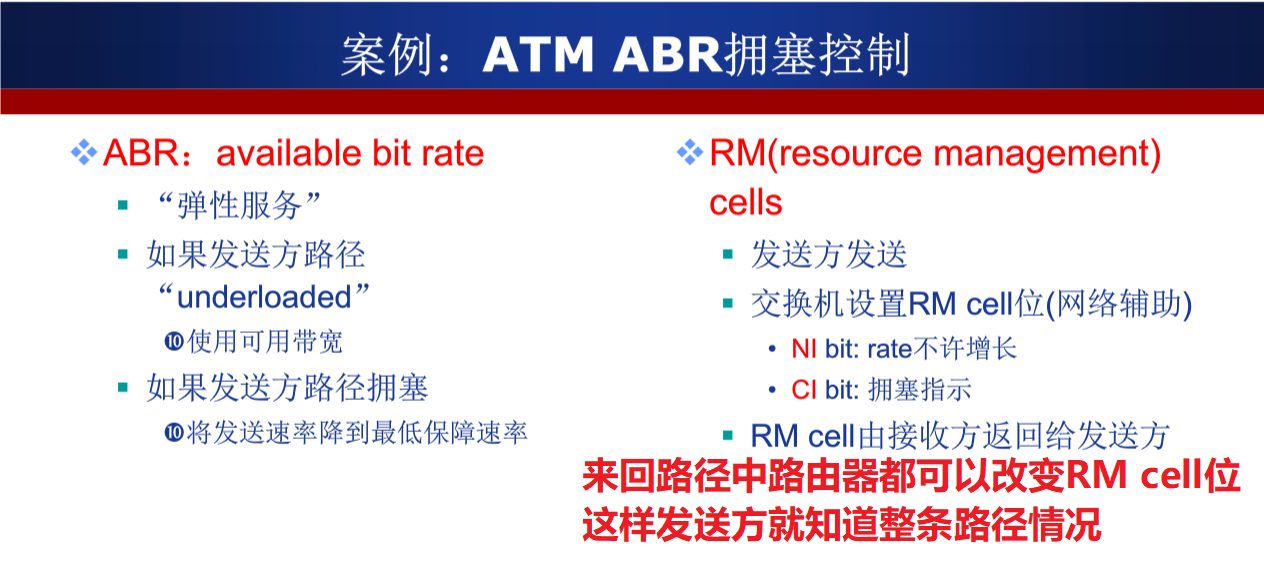 案例：ATM ABR拥塞控制
ABR：available bit rate
“弹性服务”
如果发送方路径
“underloaded”
❿使用可用带宽
如果发送方路径拥塞
❿将发送速率降到最低保障速率
RM(resource management)
cells
发送方发送
交换机设置RM cell位(网络辅助)
NI bit: rate不许增长
CI bit: 拥塞指示
RM cell由接收方返回给发送方
来回路径中路由器都可以改变RM cell位
这样发送方就知道整条路径情况